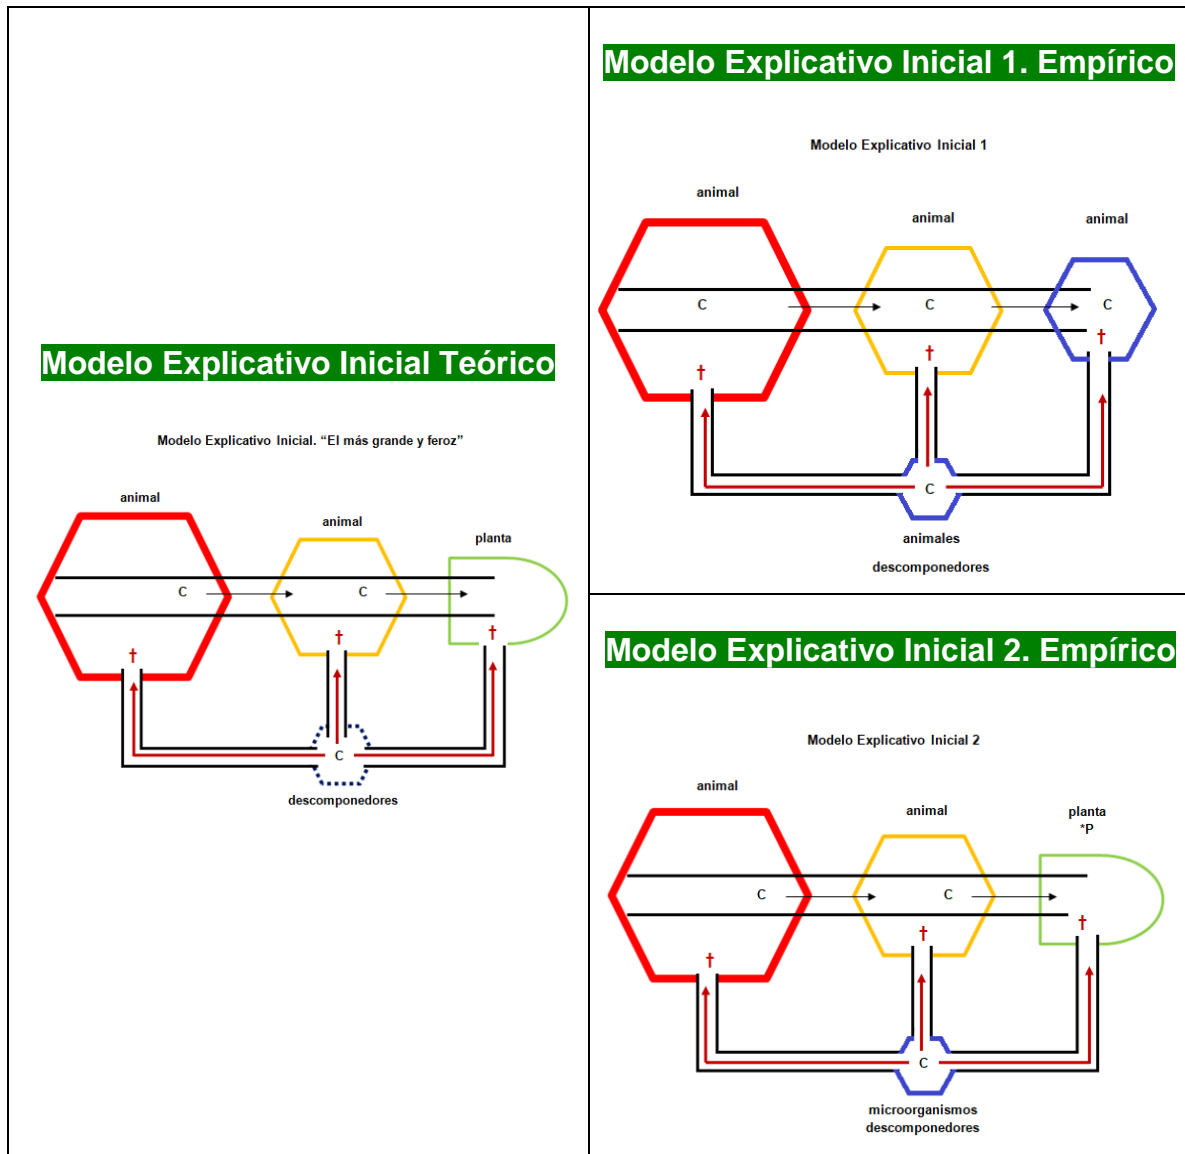 Modelo Explicativo Inicial Teórico
Modelo Explicativo Inicial. “El más grande y feroz”
animal
animal
planta
C
C
†
†
†
C
descomponedores
Modelo Explicativo Inicial 1. Empírico
Modelo Explicativo Inicial 1
animal
animal
animal
C
C
C
†
†
†
C
animales
descomponedores
Modelo Explicativo Inicial 2. Empírico
Modelo Explicativo Inicial 2
animal
animal
planta
*P
C
C
†
†
†
C
microorganismos
descomponedores